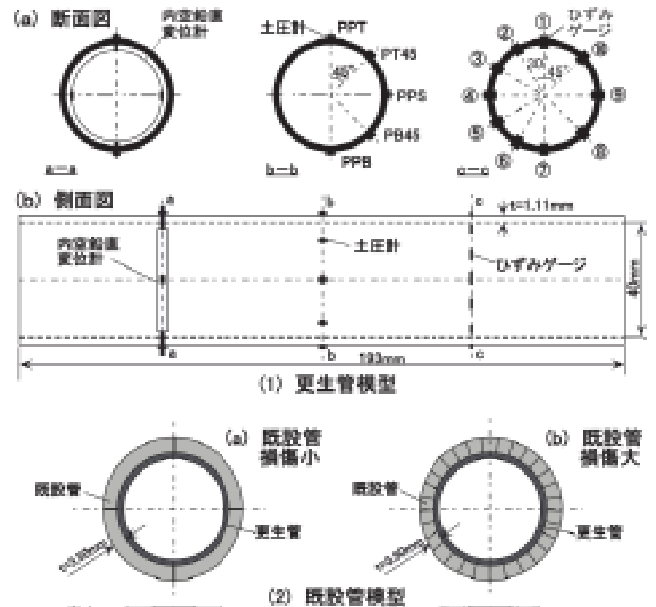 (a) 断面図
内空鉛直
変位計
土圧計
PPT
PT45
45°
PPS
PB45
PPB
ひずみ
ゲージ
①
②
③
④
⑤
⑥
⑦
⑧
⑨
⑩
30
45°
a-a
b-b
c-c
(b) 側面図
a
b
c
t=1.11mm
内空鉛直
変位計
土圧計
ひずみゲージ
40mm
a
b
c
193mm
(1) 更生管模型
(a) 既設管
損傷小
(b) 既設管
損傷大
既設管
更生管
既設管
更生管
(2) 既設管模型